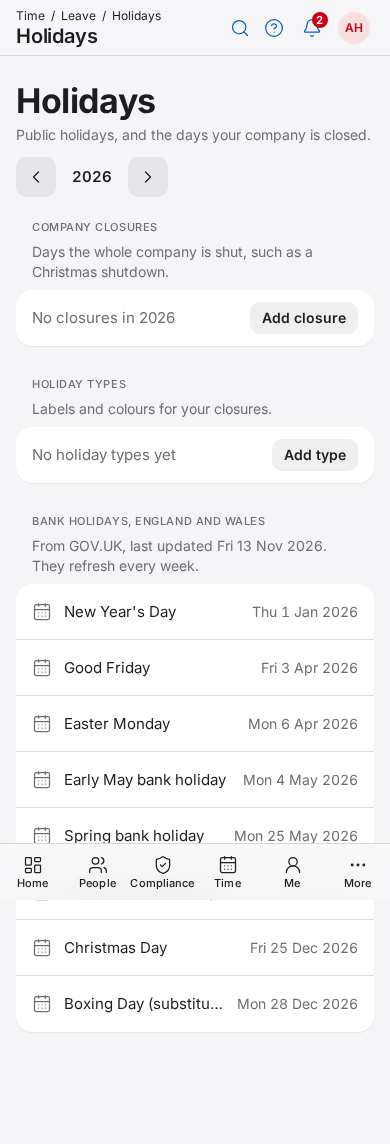 Time / Leave / Holidays
Holidays
2
AH
Holidays
Public holidays, and the days your company is closed.
2026
COMPANY CLOSURES
Days the whole company is shut, such as a
Christmas shutdown.
No closures in 2026
Add closure
HOLIDAY TYPES
Labels and colours for your closures.
No holiday types yet
Add type
BANK HOLIDAYS, ENGLAND AND WALES
From GOV.UK, last updated Fri 13 Nov 2026.
They refresh every week.
New Year's Day Thu 1 Jan 2026
Good Friday Fri 3 Apr 2026
Easter Monday Mon 6 Apr 2026
Early May bank holiday Mon 4 May 2026
Spring bank holiday Mon 25 May 2026
Home People Compliance Time Me More
Christmas Day Fri 25 Dec 2026
Boxing Day (substitu... Mon 28 Dec 2026